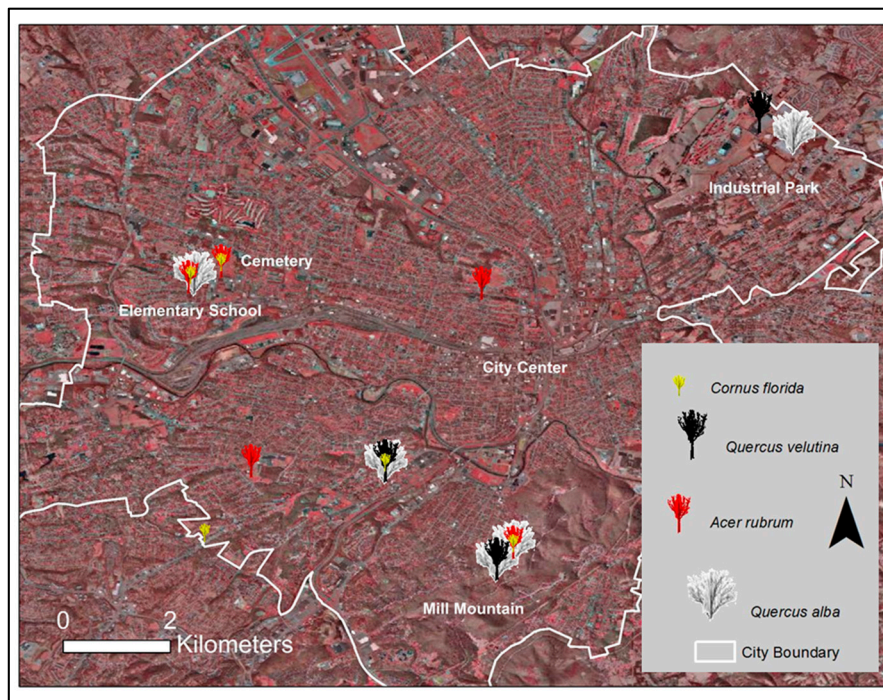 Industrial Park
Cemetery
Elementary School
City Center
Mill Mountain
0 2
Kilometers
Cornus florida
Quercus velutina
N
Acer rubrum
Quercus alba
City Boundary